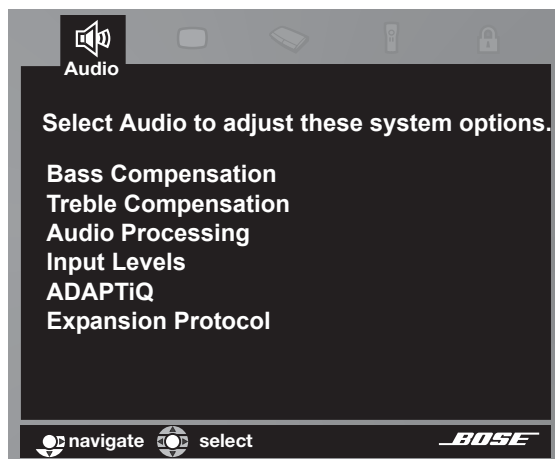 Audio
Select Audio to adjust these system options.
Bass Compensation
Treble Compensation
Audio Processing
Input Levels
ADAPTiQ
Expansion Protocol
navigate select BOSE